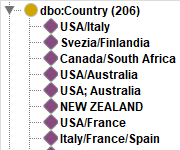 dbo:Country (206)
USA/Italy
Svezia/Finlandia
Canada/South Africa
USA/Australia
USA; Australia
NEW ZEALAND
USA/France
Italy/France/Spain